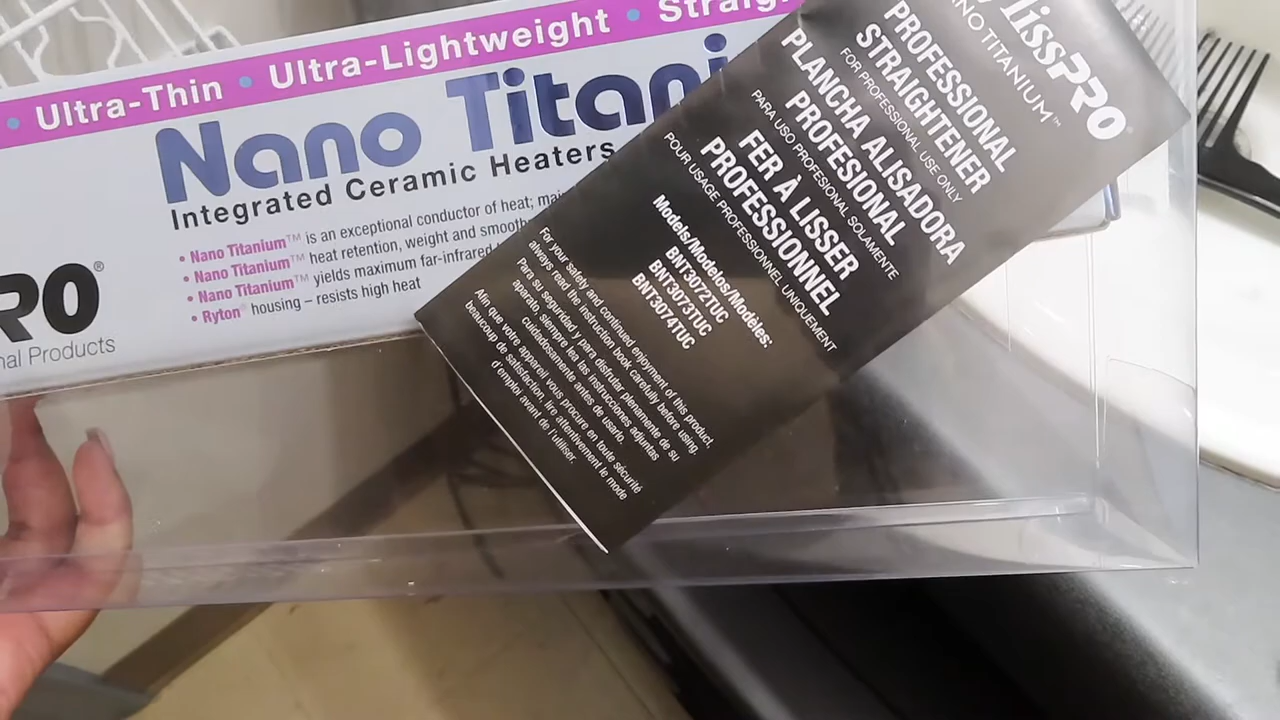 • Ultra-Thin • Ultra-Lightweight •
Nano
Integrated Ceramic Heaters
• Nano Titanium™ is an exceptional conductor of heat;
• Nano Titanium™ heat retention, weight and
• Nano Titanium™ yields maximum far-infrared
• Ryton® housing – resists high heat
®
Products
NANO TITANIUM™
PROFESSIONAL
STRAIGHTENER
FOR PROFESSIONAL USE ONLY
PLANCHA ALISADORA
PROFESIONAL
PARA USO PROFESIONAL SOLAMENTE
FER À LISSER
PROFESSIONNEL
POUR USAGE PROFESSIONNEL UNIQUEMENT
Models/Modelos/Modèles:
BNT3072TUC
BNT3073TUC
BNT3074TUC
For your safety and continued enjoyment of this product,
always read the instruction book carefully before using.
Para su seguridad y para disfrutar plenamente de su
aparato, siempre lea las instrucciones adjuntas
cuidadosamente antes de usarlo.
Afin que votre appareil vous procure en toute sécurité
beaucoup de satisfaction, lire attentivement le mode
d'emploi avant de l'utiliser.